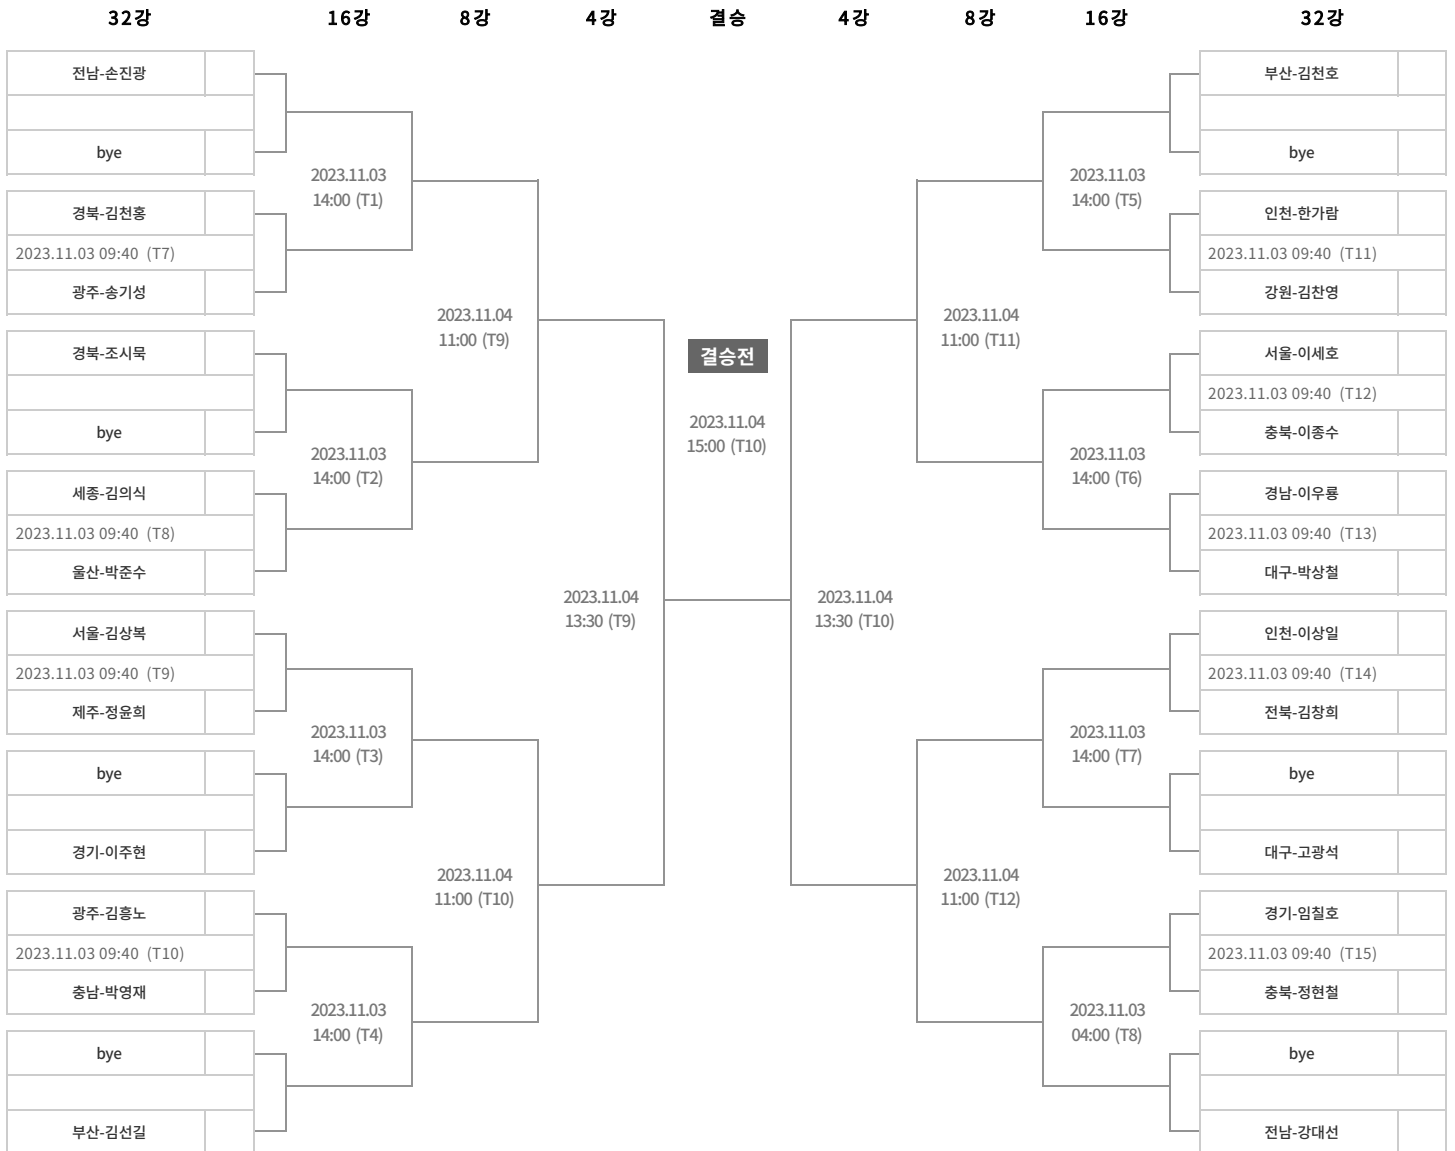 32강 16강 8강 4강 결승 4강 8강 16강 32강
전남-손진광
bye
경북-김천홍
2023.11.03 09:40 (T7)
광주-송기성
경북-조시묵
bye
세종-김의식
2023.11.03 09:40 (T8)
울산-박준수
서울-김상복
2023.11.03 09:40 (T9)
제주-정윤희
bye
경기-이주현
광주-김흥노
2023.11.03 09:40 (T10)
충남-박영재
bye
부산-김선길
2023.11.03
14:00 (T1)
2023.11.03
14:00 (T2)
2023.11.03
14:00 (T3)
2023.11.03
14:00 (T4)
2023.11.04
11:00 (T9)
2023.11.04
11:00 (T10)
2023.11.04
13:30 (T9)
결승전
2023.11.04
15:00 (T10)
2023.11.04
13:30 (T10)
2023.11.04
11:00 (T11)
2023.11.04
11:00 (T12)
2023.11.03
14:00 (T5)
2023.11.03
14:00 (T6)
2023.11.03
14:00 (T7)
2023.11.03
04:00 (T8)
부산-김천호
bye
인천-한가람
2023.11.03 09:40 (T11)
강원-김찬영
서울-이세호
2023.11.03 09:40 (T12)
충북-이종수
경남-이우룡
2023.11.03 09:40 (T13)
대구-박상철
인천-이상일
2023.11.03 09:40 (T14)
전북-김창희
bye
대구-고광석
경기-임칠호
2023.11.03 09:40 (T15)
충북-정현철
bye
전남-강대선